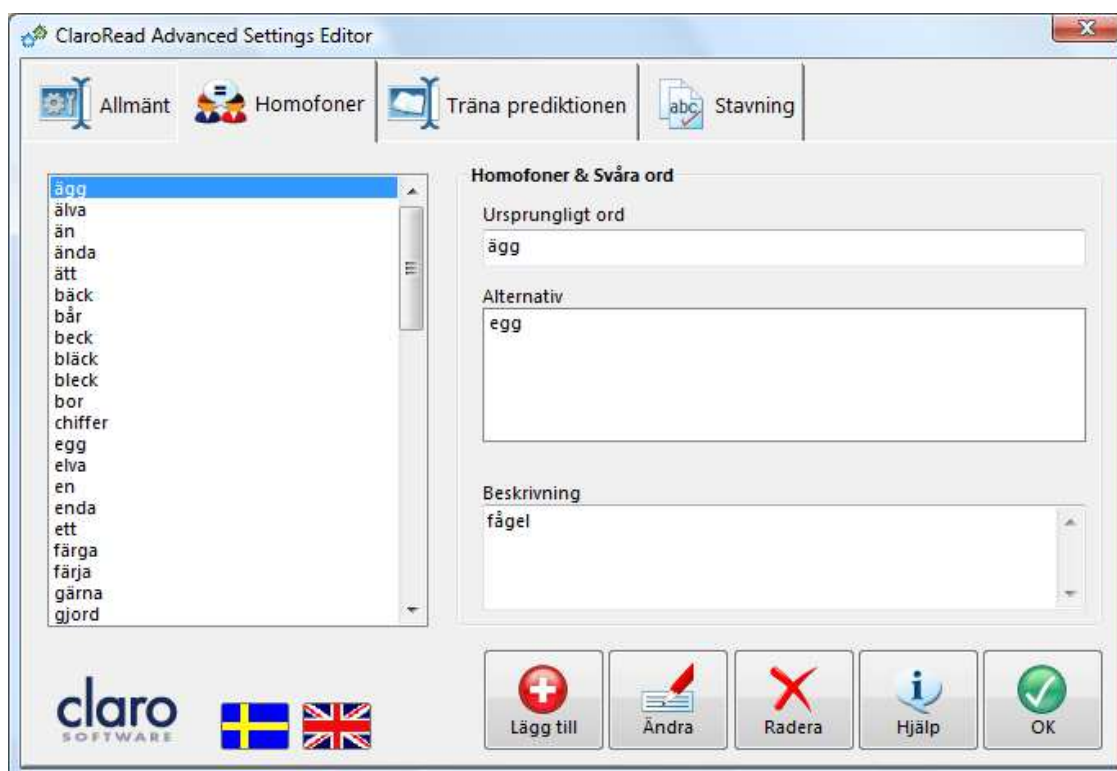 ClaroRead Advanced Settings Editor
Allmänt
Homofoner
Träna prediktionen
abc
Stavning
ägg
älva
än
ända
ätt
bäck
bår
beck
bläck
bleck
bor
chiffer
egg
elva
en
enda
ett
färga
färja
gärna
gjord
Homofoner & Svåra ord
Ursprungligt ord
ägg
Alternativ
egg
Beskrivning
fågel
claro
SOFTWARE
Lägg till
Ändra
Radera
Hjälp
OK